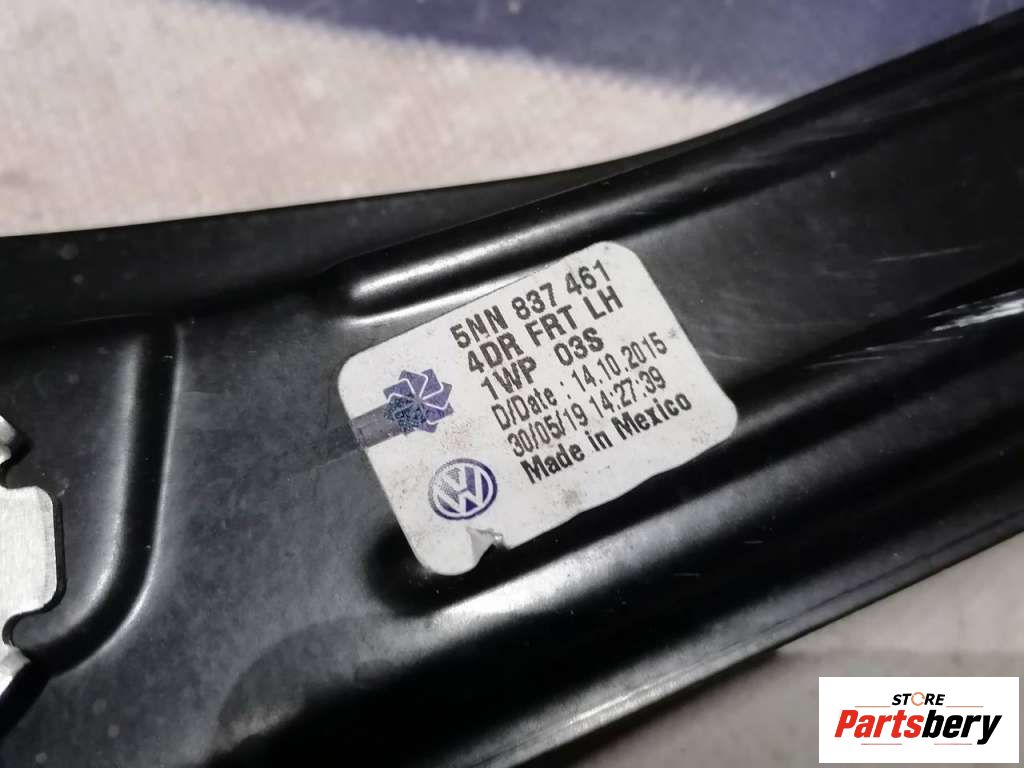 5NN 837 461
4DR FRT LH
1WP 03S
D/Date : 14.10.2015
30/05/19 14:27:39
Made in Mexico
STORE
Partsbery